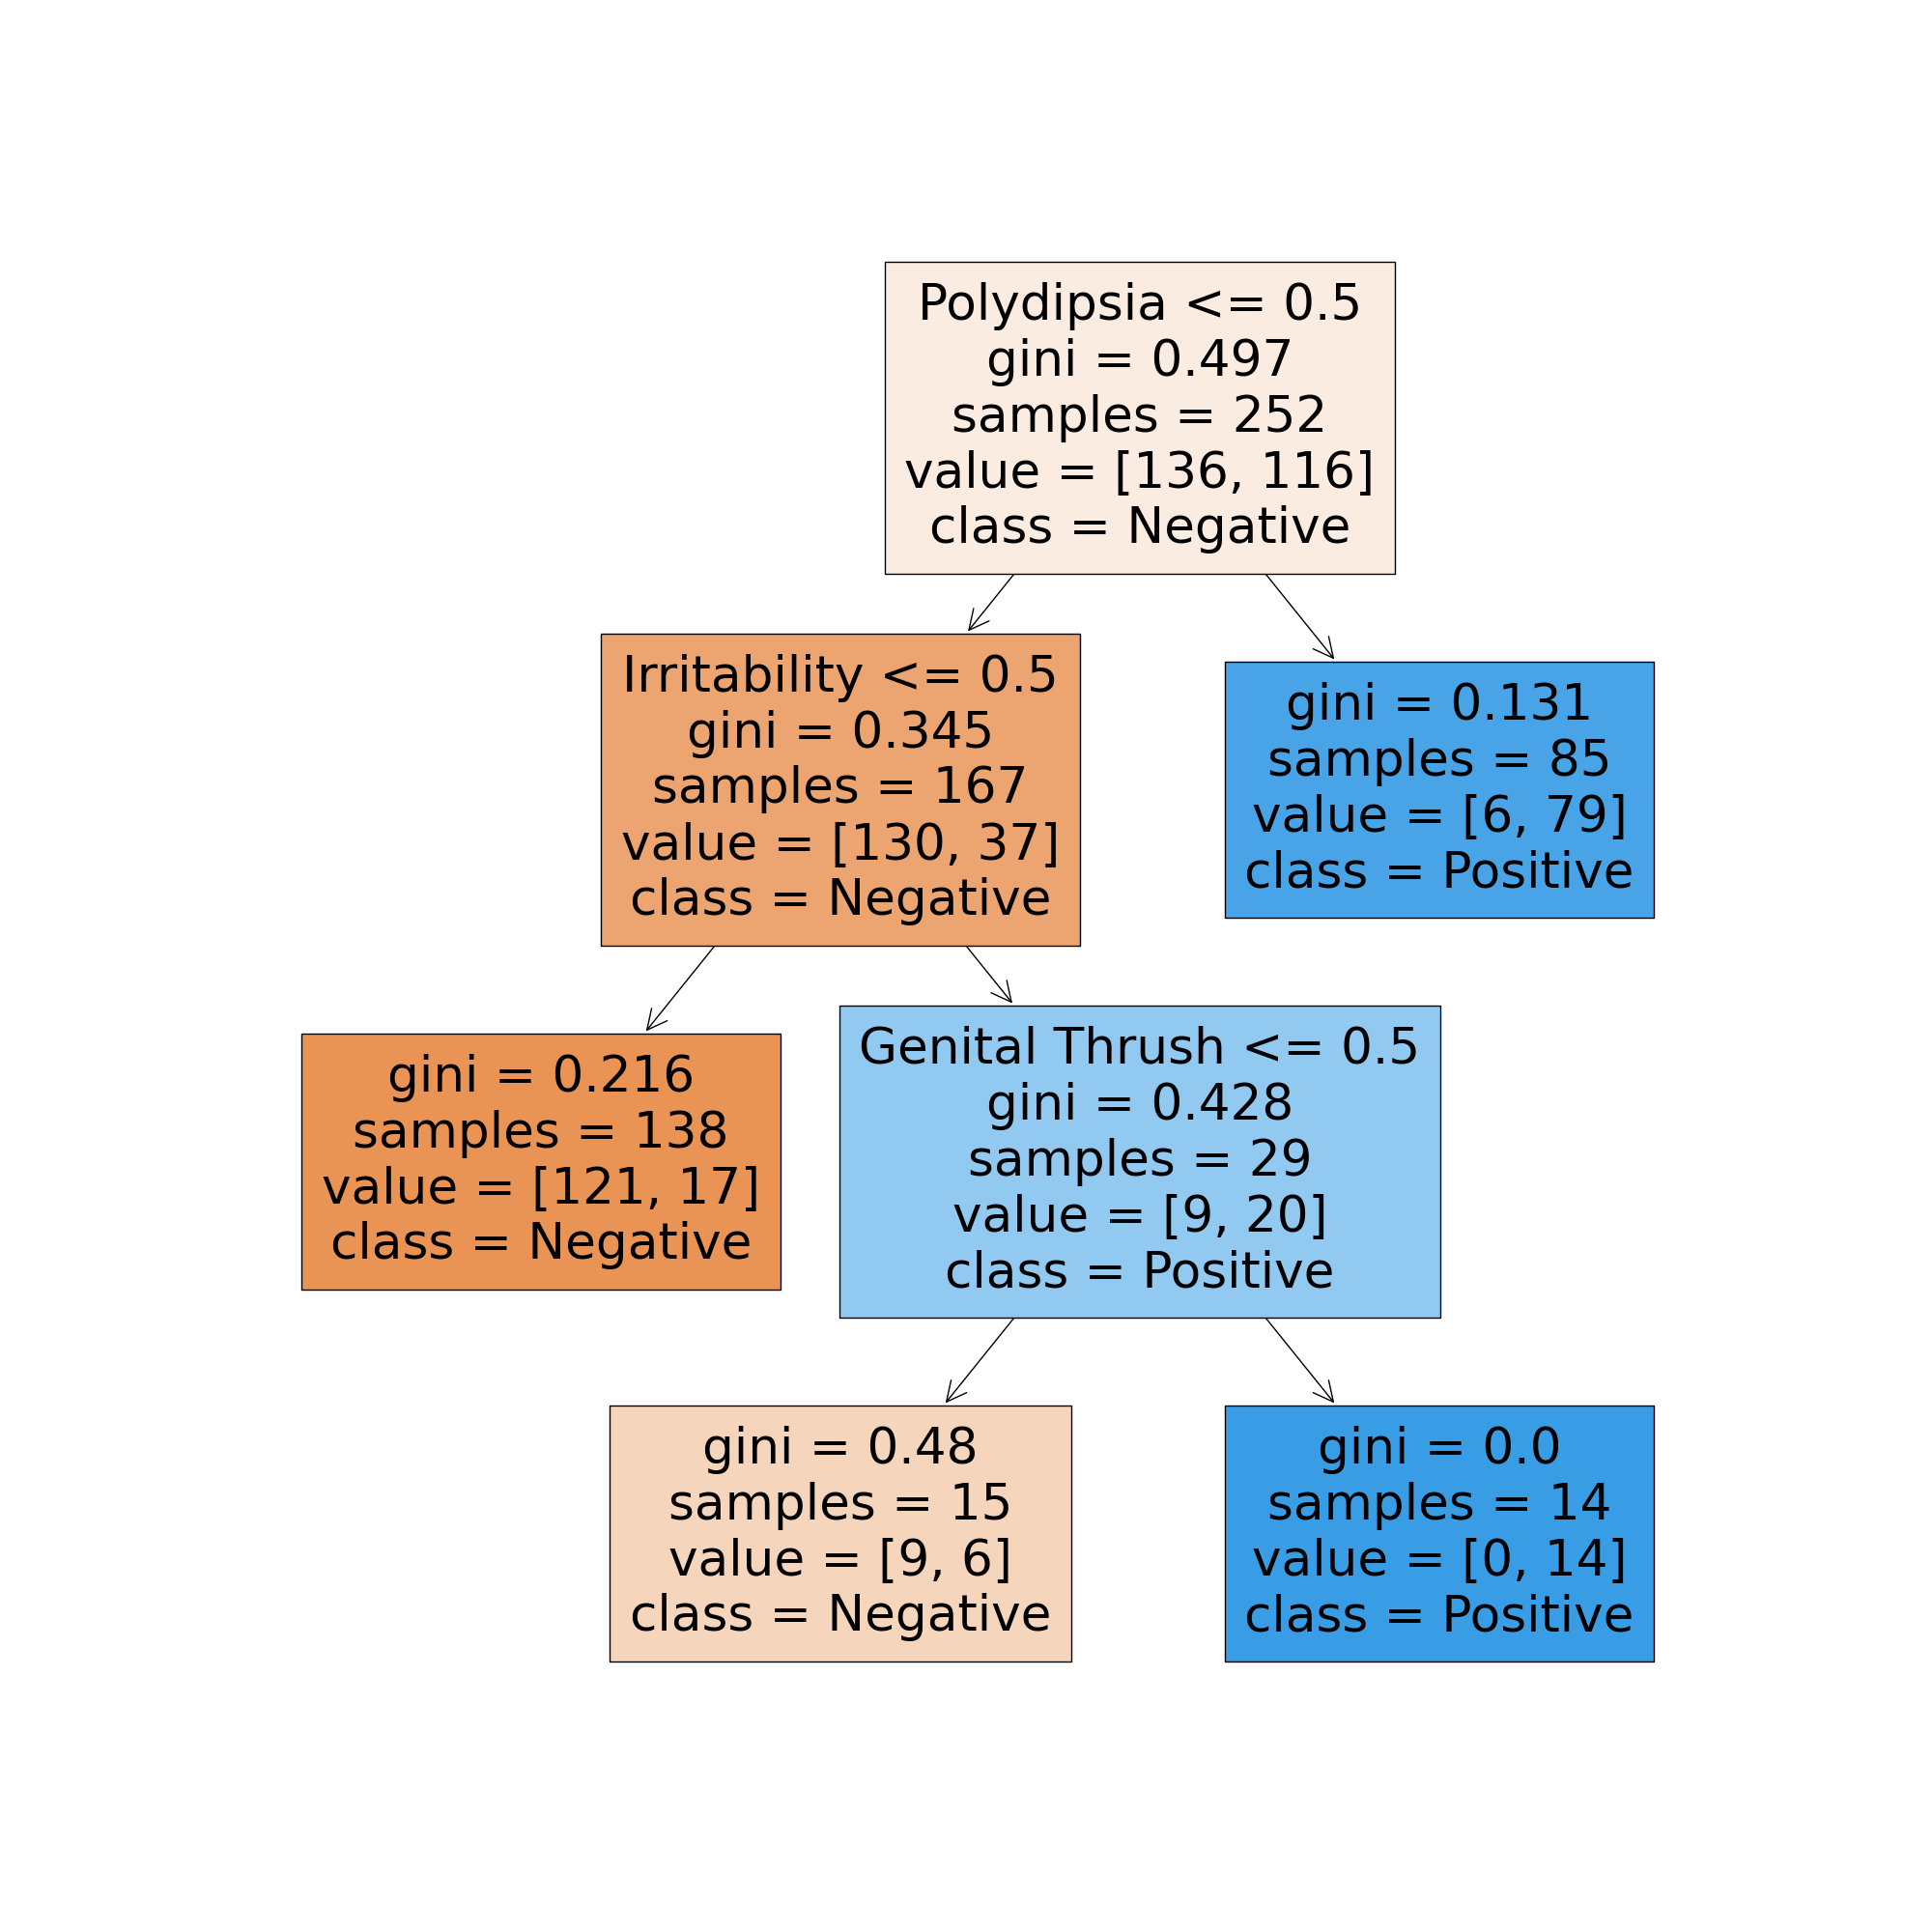 Polydipsia <= 0.5
gini = 0.497
samples = 252
value = [136, 116]
class = Negative
Irritability <= 0.5
gini = 0.345
samples = 167
value = [130, 37]
class = Negative
gini = 0.131
samples = 85
value = [6, 79]
class = Positive
gini = 0.216
samples = 138
value = [121, 17]
class = Negative
Genital Thrush <= 0.5
gini = 0.428
samples = 29
value = [9, 20]
class = Positive
gini = 0.48
samples = 15
value = [9, 6]
class = Negative
gini = 0.0
samples = 14
value = [0, 14]
class = Positive